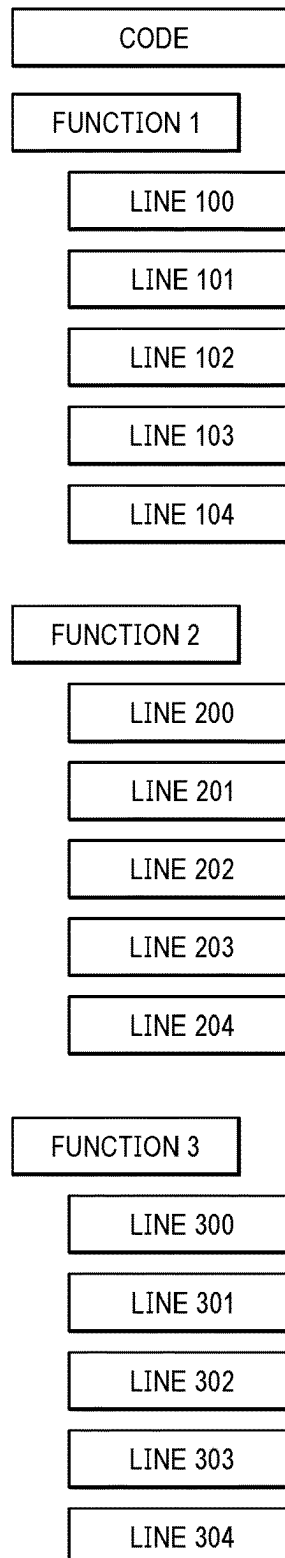 CODE
FUNCTION 1
LINE 100
LINE 101
LINE 102
LINE 103
LINE 104
FUNCTION 2
LINE 200
LINE 201
LINE 202
LINE 203
LINE 204
FUNCTION 3
LINE 300
LINE 301
LINE 302
LINE 303
LINE 304